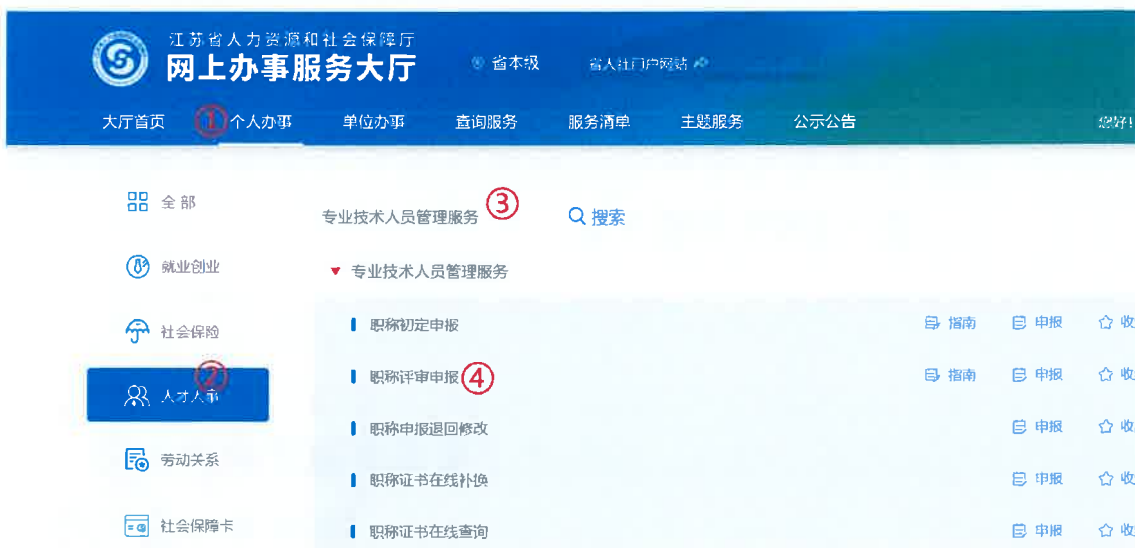 江苏省人力资源和社会保障厅
网上办事服务大厅
省本级
省人社门户网站
大厅首页 ① 个人办事 单位办事 查询服务 服务清单 主题服务 公示公告 您好!
全部
专业技术人员管理服务 ③ 搜索
就业创业
专业技术人员管理服务
社会保险
职称初定申报 指南 申报 收
② 人才人事
职称评审申报 ④ 指南 申报 收
职称申报退回修改 申报 收
劳动关系
职称证书在线补换 申报 收
社会保障卡
职称证书在线查询 申报 收